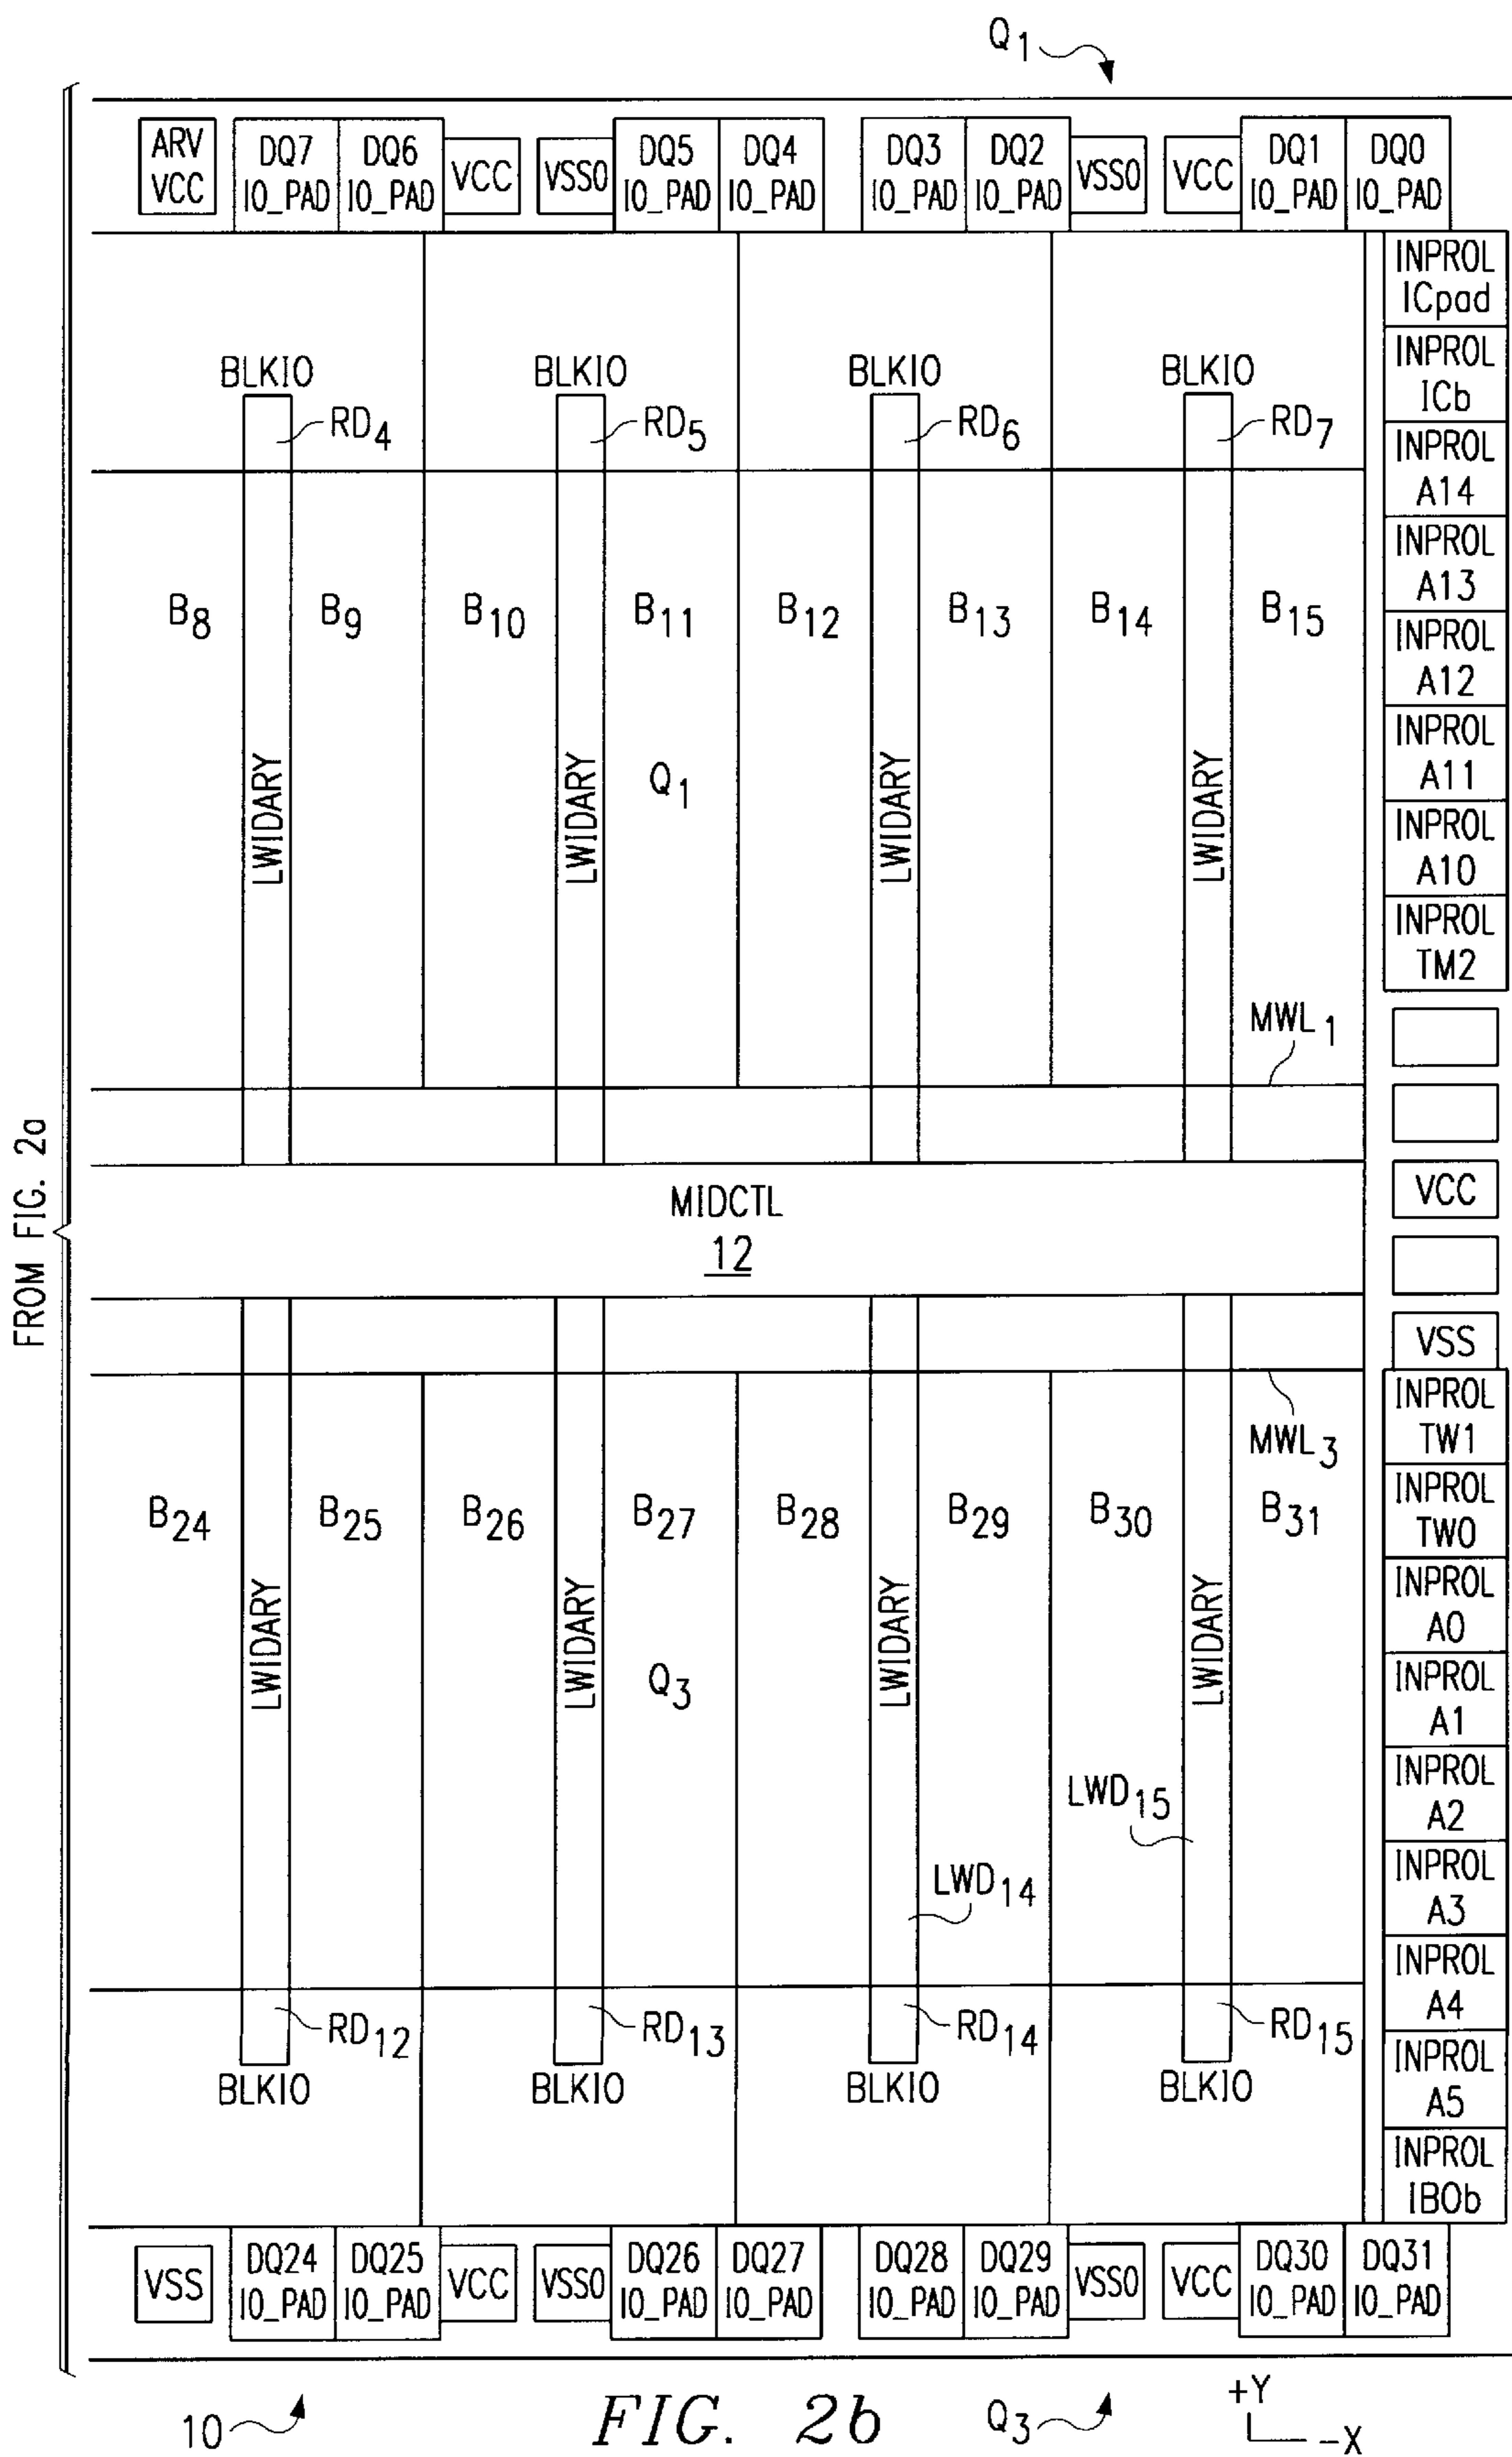 Q1
ARV VCC
DQ7 IO_PAD
DQ6 IO_PAD
VCC
VSSO
DQ5 IO_PAD
DQ4 IO_PAD
DQ3 IO_PAD
DQ2 IO_PAD
VSSO
VCC
DQ1 IO_PAD
DQ0 IO_PAD
INPROL ICpad
INPROL ICb
INPROL A14
INPROL A13
INPROL A12
INPROL A11
INPROL A10
INPROL TM2
BLKIO
BLKIO
BLKIO
BLKIO
RD4
RD5
RD6
RD7
B8
B9
B10
B11
B12
B13
B14
B15
LWIDARY
LWIDARY
Q1
LWIDARY
LWIDARY
MWL1
FROM FIG. 2a
MIDCTL
12
VCC
VSS
MWL3
INPROL TW1
INPROL TW0
INPROL A0
INPROL A1
INPROL A2
INPROL A3
INPROL A4
INPROL A5
INPROL IBOb
B24
B25
B26
B27
B28
B29
B30
B31
LWIDARY
LWIDARY
Q3
LWIDARY
LWIDARY
LWD15
LWD14
RD12
RD13
RD14
RD15
BLKIO
BLKIO
BLKIO
BLKIO
VSS
DQ24 IO_PAD
DQ25 IO_PAD
VCC
VSSO
DQ26 IO_PAD
DQ27 IO_PAD
DQ28 IO_PAD
DQ29 IO_PAD
VSSO
VCC
DQ30 IO_PAD
DQ31 IO_PAD
10
FIG. 2b
Q3
+Y
-X